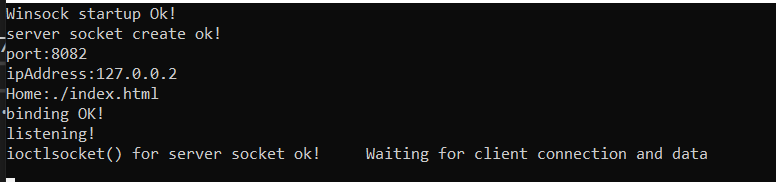 Winsock startup Ok!
server socket create ok!
port:8082
ipAddress:127.0.0.2
Home:./index.html
binding OK!
listening!
ioctlsocket() for server socket ok!     Waiting for client connection and data